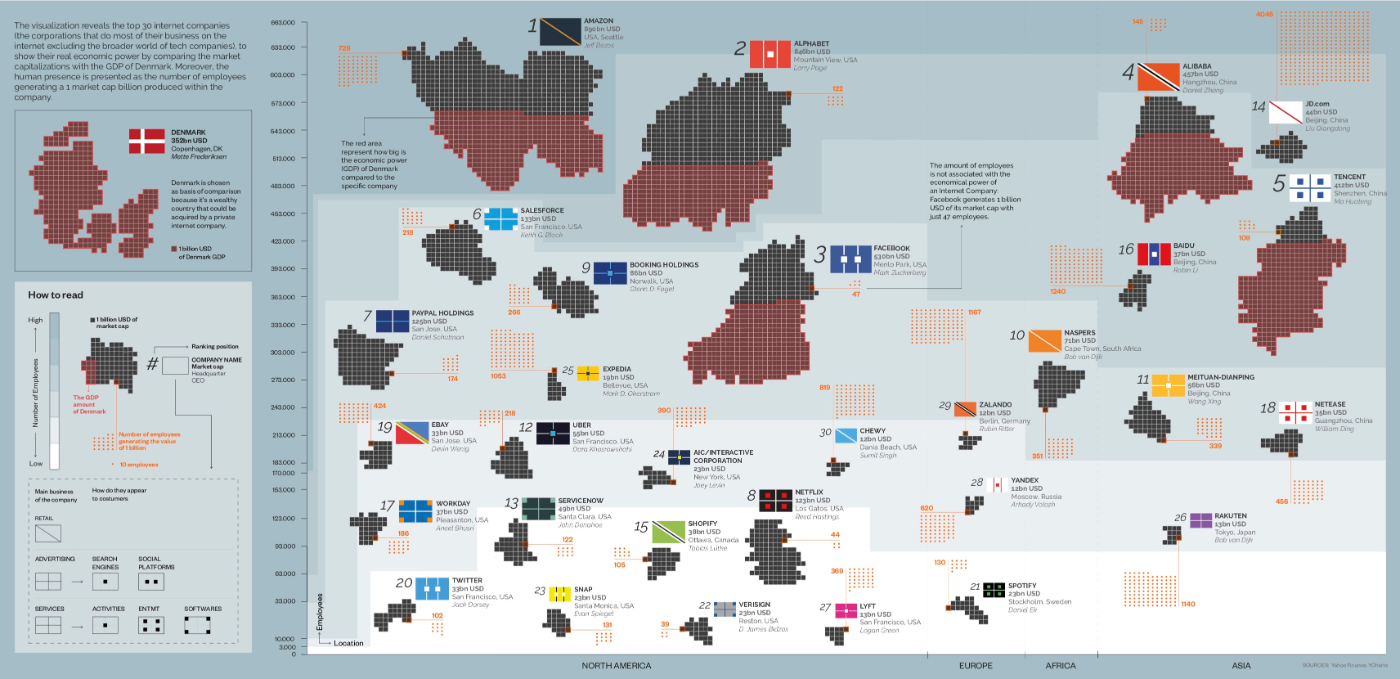 The visualization reveals the top 30 internet companies
(the corporations that do most of their business on the
internet excluding the broader world of tech companies), to
show their real economic power by comparing the market
capitalizations with the GDP of Denmark. Moreover, the
human presence is presented as the number of employees
generating a 1 market cap billion produced within the
company.
DENMARK
352bn USD
Copenhagen, DK
Mette Frederiksen
Denmark is chosen
as basis of comparison
because it's a wealthy
country that could be
acquired by a private
internet company.
1 billion USD
of Denmark GDP
How to read
High
Number of Employees
Low
1 billion USD of
market cap
Ranking position
#
COMPANY NAME
Market cap
Headquarter
CEO
The GDP
amount
of Denmark
Number of employees
generating the value
of 1 billion
10 employees
Main business
of the company
How do they appear
to costumers
RETAIL
ADVERTISING
SEARCH
ENGINES
SOCIAL
PLATFORMS
SERVICES
ACTIVITIES
ENTMT
SOFTWARES
663,000
633,000
603,000
573,000
543,000
513,000
483,000
453,000
423,000
393,000
363,000
333,000
303,000
273,000
243,000
213,000
183,000
170,000
153,000
123,000
93,000
63,000
33,000
10,000
3,000
0
Employees
Location
NORTH AMERICA
EUROPE
AFRICA
ASIA
1
AMAZON
USA, Seattle
Jeff Bezos
729
The red area
represent how big is
the economic power
(GDP) of Denmark
compared to the
specific company
2
ALPHABET
846bn USD
Mountain View, USA
Larry Page
122
3
FACEBOOK
530bn USD
Menlo Park, USA
Mark Zuckerberg
47
The amount of employees
is not associated with the
economical power of
an Internet Company.
Facebook generates 1 billion
USD of its market cap with
just 47 employees.
4
ALIBABA
457bn USD
Hangzhou, China
Daniel Zhang
145
4046
14
JD.com
44bn USD
Beijing, China
Liu Qiangdong
5
TENCENT
412bn USD
Shenzhen, China
Ma Huateng
109
6
SALESFORCE
133bn USD
San Francisco, USA
Keith G. Block
219
9
BOOKING HOLDINGS
86bn USD
Norwalk, USA
Glenn D. Fogel
266
16
BAIDU
37bn USD
Beijing, China
Robin Li
1240
7
PAYPAL HOLDINGS
125bn USD
San Jose, USA
Daniel Schulman
174
1063
25
EXPEDIA
19bn USD
Bellevue, USA
1167
10
NASPERS
71bn USD
Cape Town, South Africa
Bob van Dijk
351
11
MEITUAN-DIANPING
56bn USD
Beijing, China
Wang Xing
339
18
NETEASE
35bn USD
Guangzhou, China
William Ding
458
19
EBAY
33bn USD
San Jose, USA
Devin Wenig
424
12
UBER
55bn USD
San Francisco, USA
Dara Khosrowshahi
218
24
AIC/INTERACTIVE
CORPORATION
23bn USD
New York, USA
Joey Levin
390
30
CHEWY
12bn USD
Dania Beach, USA
Sumit Singh
819
29
ZALANDO
12bn USD
Berlin, Germany
Rubin Ritter
28
YANDEX
12bn USD
Moscow, Russia
Arkady Volozh
620
17
WORKDAY
37bn USD
Pleasanton, USA
Aneel Bhusri
186
13
SERVICENOW
49bn USD
Santa Clara, USA
John Donahoe
122
15
SHOPIFY
38bn USD
Ottawa, Canada
Tobias Lutke
105
8
NETFLIX
123bn USD
Los Gatos, USA
Reed Hastings
44
26
RAKUTEN
13bn USD
Tokyo, Japan
Bob van Dijk
1140
20
TWITTER
33bn USD
San Francisco, USA
Jack Dorsey
102
23
SNAP
23bn USD
Santa Monica, USA
Evan Spiegel
131
22
VERISIGN
23bn USD
Reston, USA
D. James Bidzos
39
27
LYFT
13bn USD
San Francisco, USA
Logan Green
369
21
SPOTIFY
23bn USD
Stockholm, Sweden
Daniel Ek
130